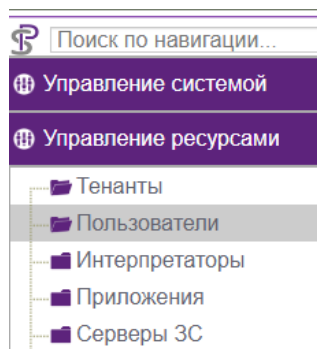 Поиск по навигации...
Управление системой
Управление ресурсами
Тенанты
Пользователи
Интерпретаторы
Приложения
Серверы ЗС